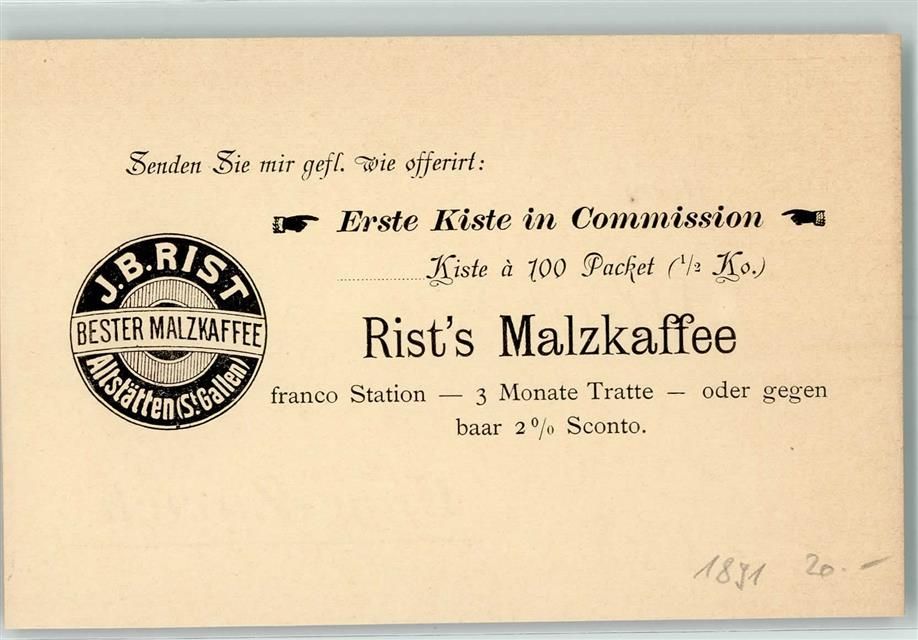 Senden Sie mir gefl. wie offerirt:
Erste Kiste in Commission
Kiste à 100 Packet (1/2 Ko.)
J. B. RIST
BESTER MALZKAFFEE
Altstätten (St. Gallen)
Rist's Malzkaffee
franco Station — 3 Monate Tratte — oder gegen
baar 2% Sconto.
1891 20.-